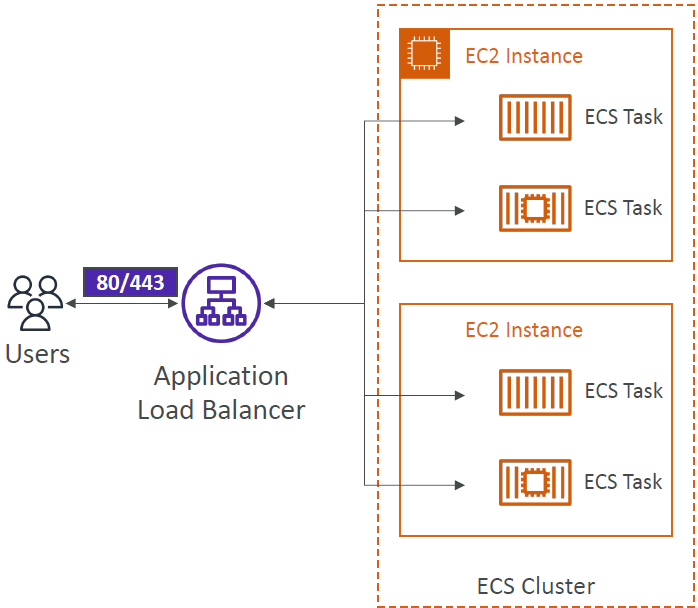 EC2 Instance
ECS Task
ECS Task
80/443
Users
Application
Load Balancer
EC2 Instance
ECS Task
ECS Task
ECS Cluster